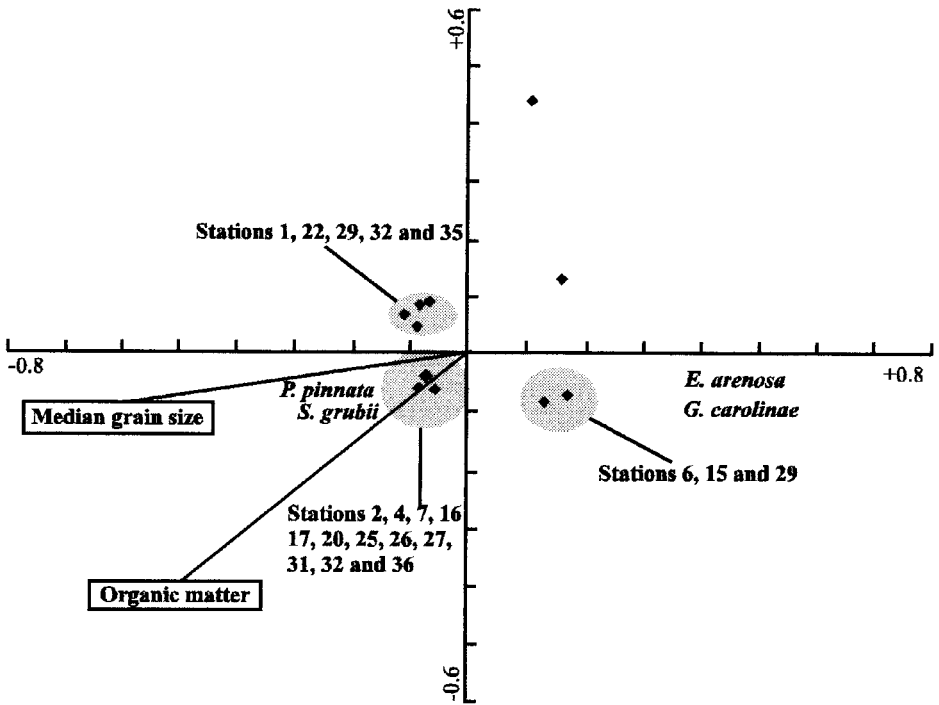 +0.6
Stations 1, 22, 29, 32 and 35
-0.8
+0.8
P. pinnata
S. grubii
E. arenosa
G. carolinae
Median grain size
Stations 6, 15 and 29
Stations 2, 4, 7, 16
17, 20, 25, 26, 27,
31, 32 and 36
Organic matter
-0.6